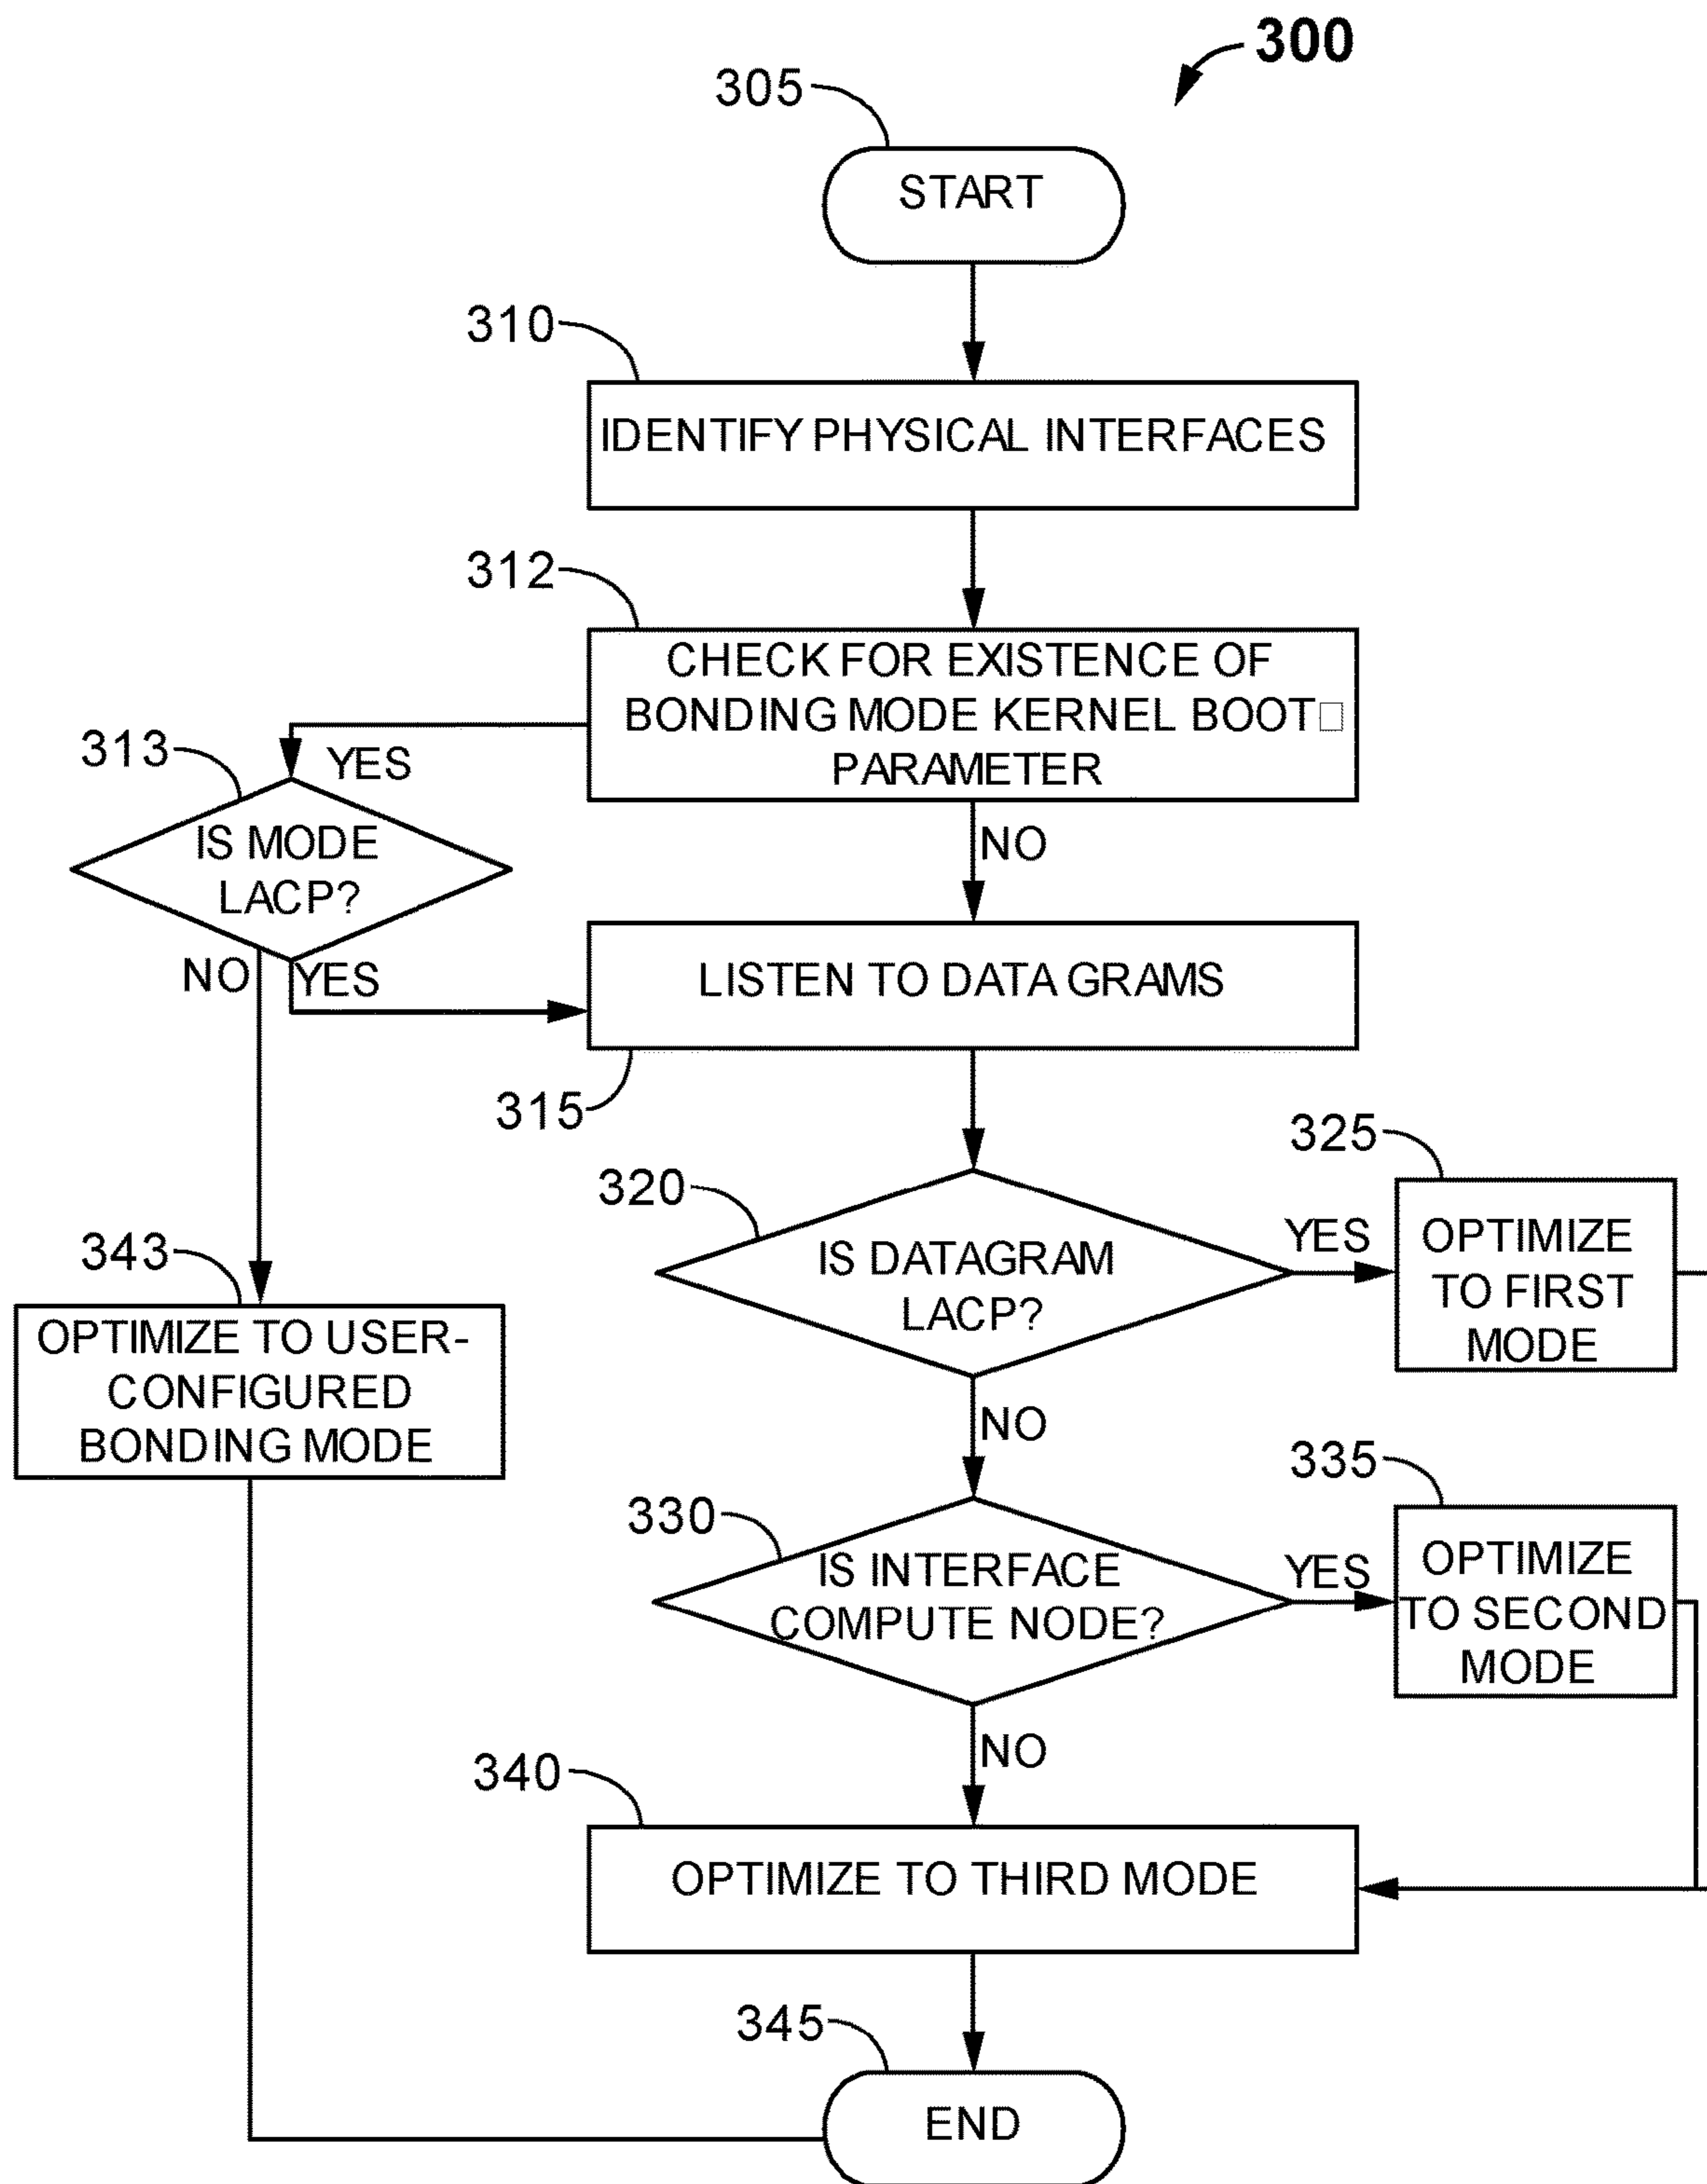 300
305
START
310
IDENTIFY PHYSICAL INTERFACES
312
CHECK FOR EXISTENCE OF
BONDING MODE KERNEL BOOT
PARAMETER
313
YES
IS MODE
LACP?
NO
NO
YES
LISTEN TO DATA GRAMS
315
320
IS DATAGRAM
LACP?
YES
325
OPTIMIZE
TO FIRST
MODE
343
OPTIMIZE TO USER-
CONFIGURED
BONDING MODE
NO
330
IS INTERFACE
COMPUTE NODE?
YES
335
OPTIMIZE
TO SECOND
MODE
NO
340
OPTIMIZE TO THIRD MODE
345
END